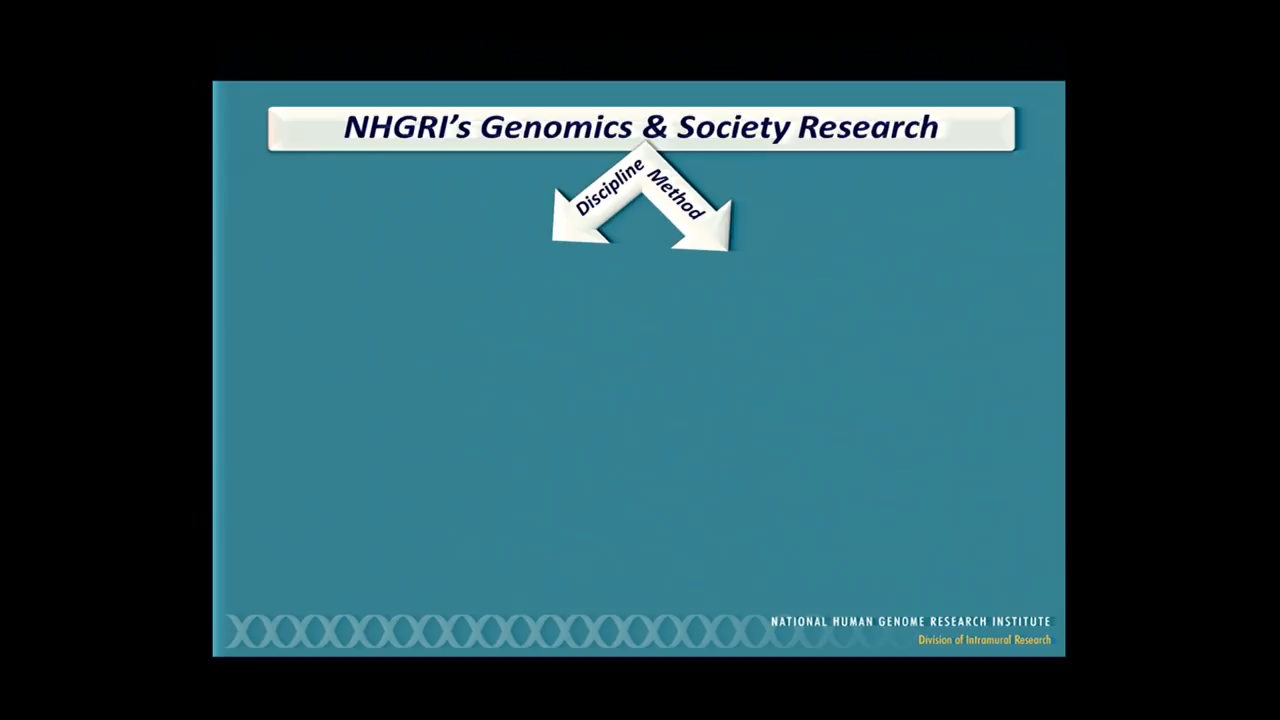 NHGRI's Genomics & Society Research
Discipline
Method
NATIONAL HUMAN GENOME RESEARCH INSTITUTE
Division of Intramural Research